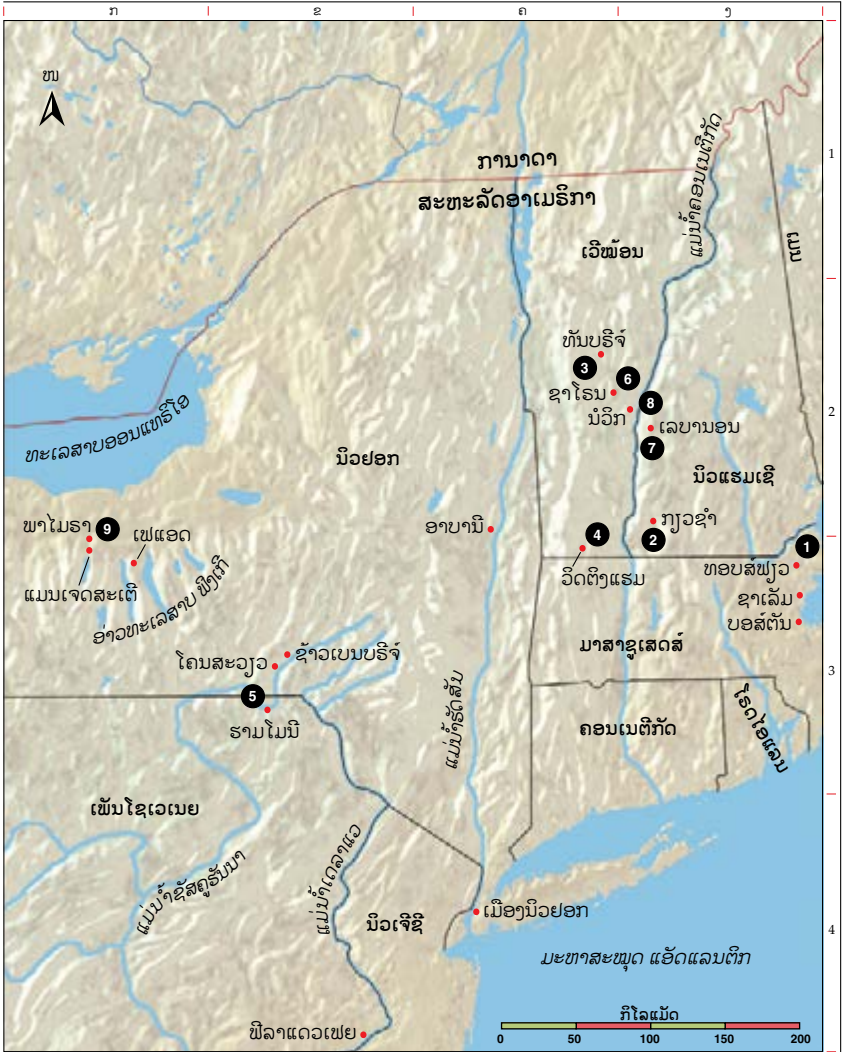 ກ ຂ ຄ ງ
ໜ
1
ການາດາ
ສະຫະລັດອາເມຣິກາ
ແມ່ນ້ຳຄອນເນຕິກັດ
ເວີໝ້ອນ
ເມນ
ທັນບຣີຈ໌
3
6
ຊາໂຣນ
8
ນໍວິກ
2
ເລບານອນ
7
ທະເລສາບອອນແທຣິໂອ
ນິວຢອກ
ນິວແຮມເຊີ
ພາໄມຣາ
9
ເຟແອດ
ອາບານີ
ກຽວຊຳ
4
2
1
ແມນເຈດສະເຕີ
ວິດຕິງແຮມ
ທອບສ໌ຟຽວ
ຊາເລັມ
ບອສ໌ຕັນ
ອ່າວທະເລສາບ ຟິງເກີ
ມາສາຊູເສດສ໌
ໂຄນສະວຽວ
ຊ້າວເບນບຣີຈ໌
3
5
ຮາມໂມນີ
ແມ່ນ້ຳຮັດສັນ
ຄອນເນຕີກັດ
ໂຣດໄອແລນ
ເພັນໂຊເວເນຍ
ແມ່ນ້ຳຊັສຄູຮັນນາ
ແມ່ນ້ຳເດລາແວ
ນິວເຈີຊີ
ເມືອງນິວຢອກ
4
ມະຫາສະໝຸດ ແອັດແລນຕິກ
ຟີລາແດວເຟຍ
ກິໂລແມັດ
0 50 100 150 200